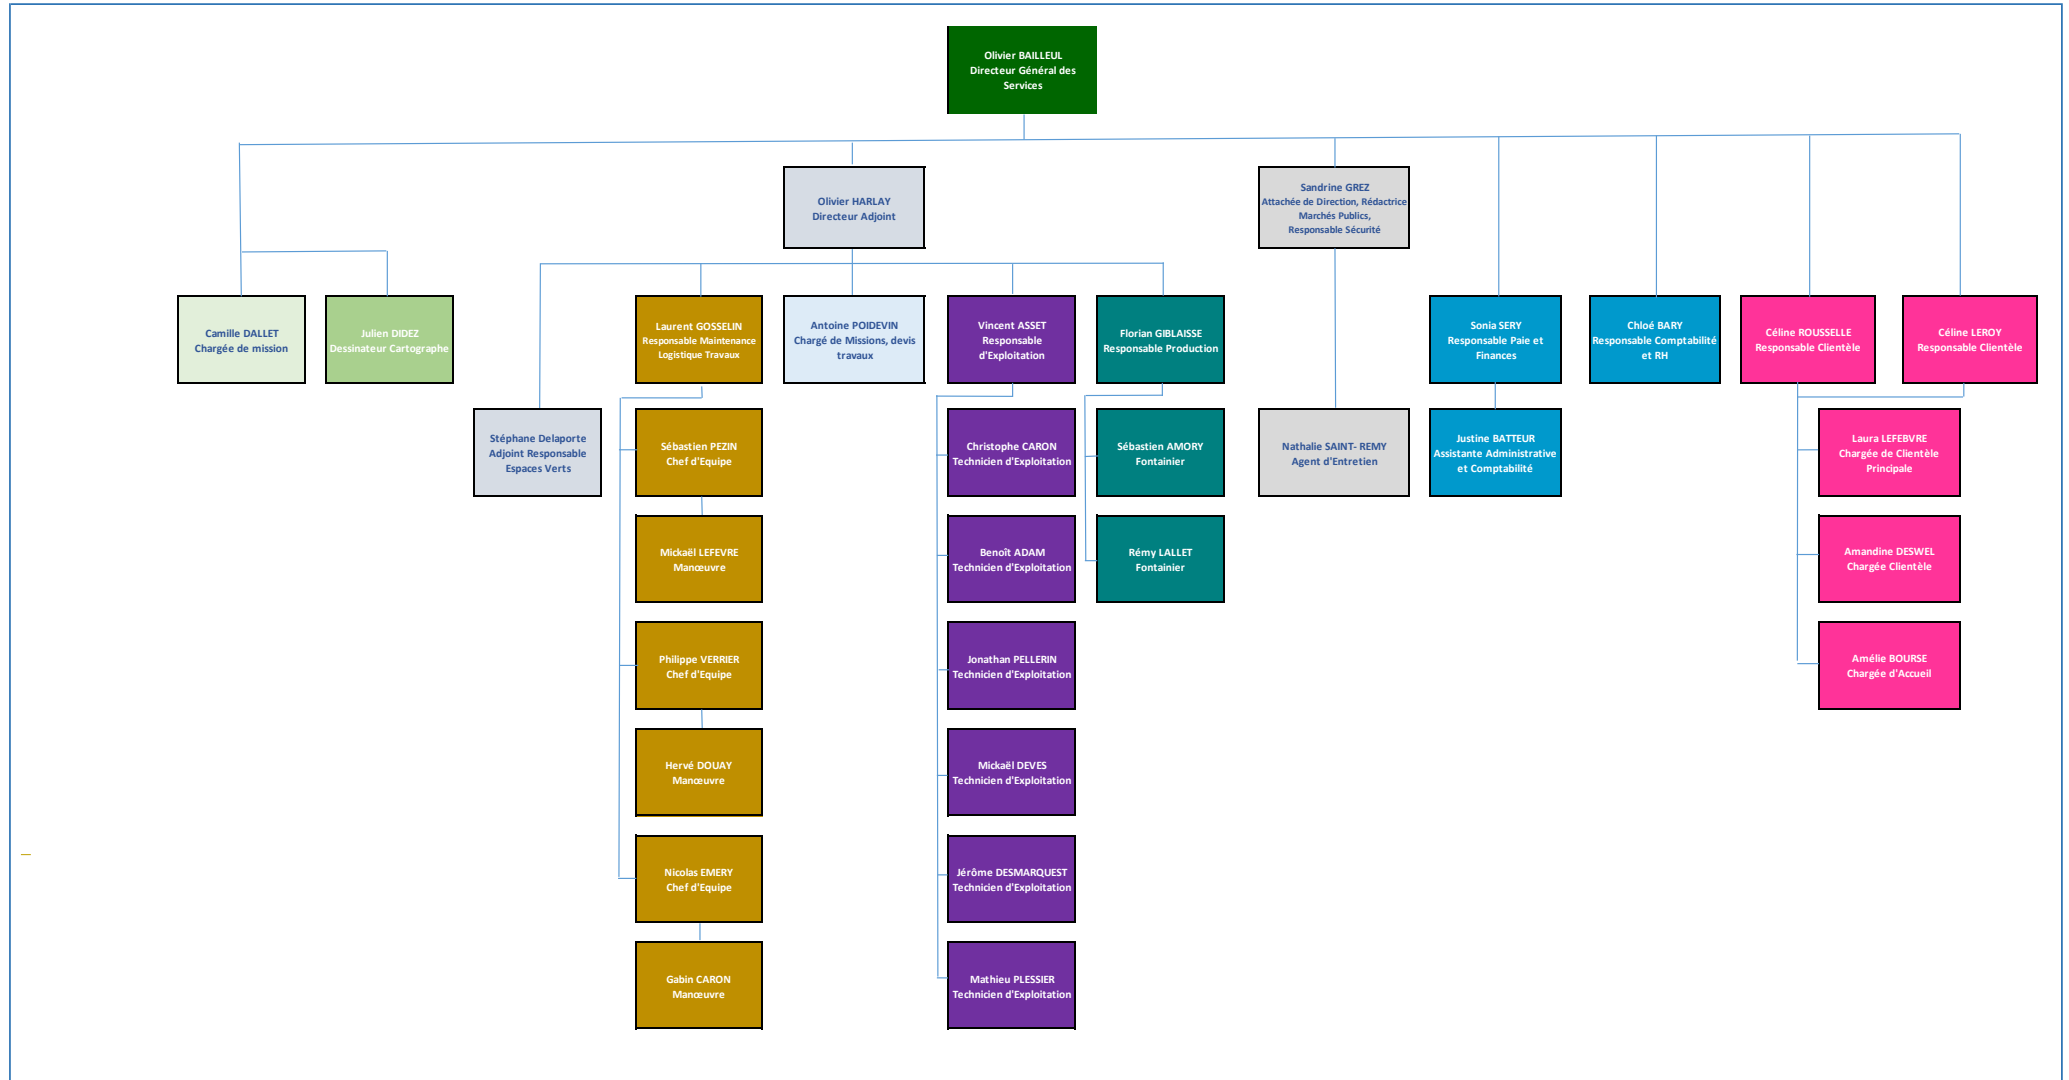 Olivier BAILLEUL
Directeur Général des
Services
Olivier HARLAY
Directeur Adjoint
Sandrine GREZ
Attachée de Direction, Rédactrice
Marchés Publics,
Responsable Sécurité
Camille DALLET
Chargée de mission
Julien DIDEZ
Dessinateur Cartographe
Laurent GOSSELIN
Responsable Maintenance
Logistique Travaux
Antoine POIDEVIN
Chargé de Missions, devis
travaux
Vincent ASSET
Responsable
d'Exploitation
Florian GIBLAISSE
Responsable Production
Sonia SERY
Responsable Paie et
Finances
Chloé BARY
Responsable Comptabilité
et RH
Céline ROUSSELLE
Responsable Clientèle
Céline LEROY
Responsable Clientèle
Stéphane Delaporte
Adjoint Responsable
Espaces Verts
Sébastien PEZIN
Chef d'Equipe
Christophe CARON
Technicien d'Exploitation
Sébastien AMORY
Fontainier
Nathalie SAINT- REMY
Agent d'Entretien
Justine BATTEUR
Assistante Administrative
et Comptabilité
Laura LEFEBVRE
Chargée de Clientèle
Principale
Mickaël LEFEVRE
Manœuvre
Benoît ADAM
Technicien d'Exploitation
Rémy LALLET
Fontainier
Amandine DESWEL
Chargée Clientèle
Philippe VERRIER
Chef d'Equipe
Jonathan PELLERIN
Technicien d'Exploitation
Amélie BOURSE
Chargée d'Accueil
Hervé DOUAY
Manœuvre
Mickaël DEVES
Technicien d'Exploitation
Nicolas EMERY
Chef d'Equipe
Jérôme DESMARQUEST
Technicien d'Exploitation
Gabin CARON
Manœuvre
Mathieu PLESSIER
Technicien d'Exploitation